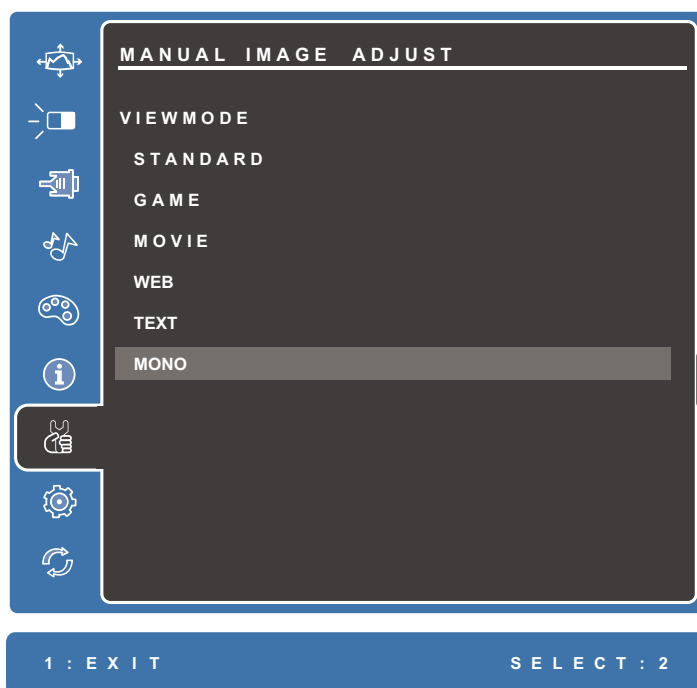 MANUAL IMAGE ADJUST
VIEWMODE
STANDARD
GAME
MOVIE
WEB
TEXT
MONO
1:EXIT SELECT:2